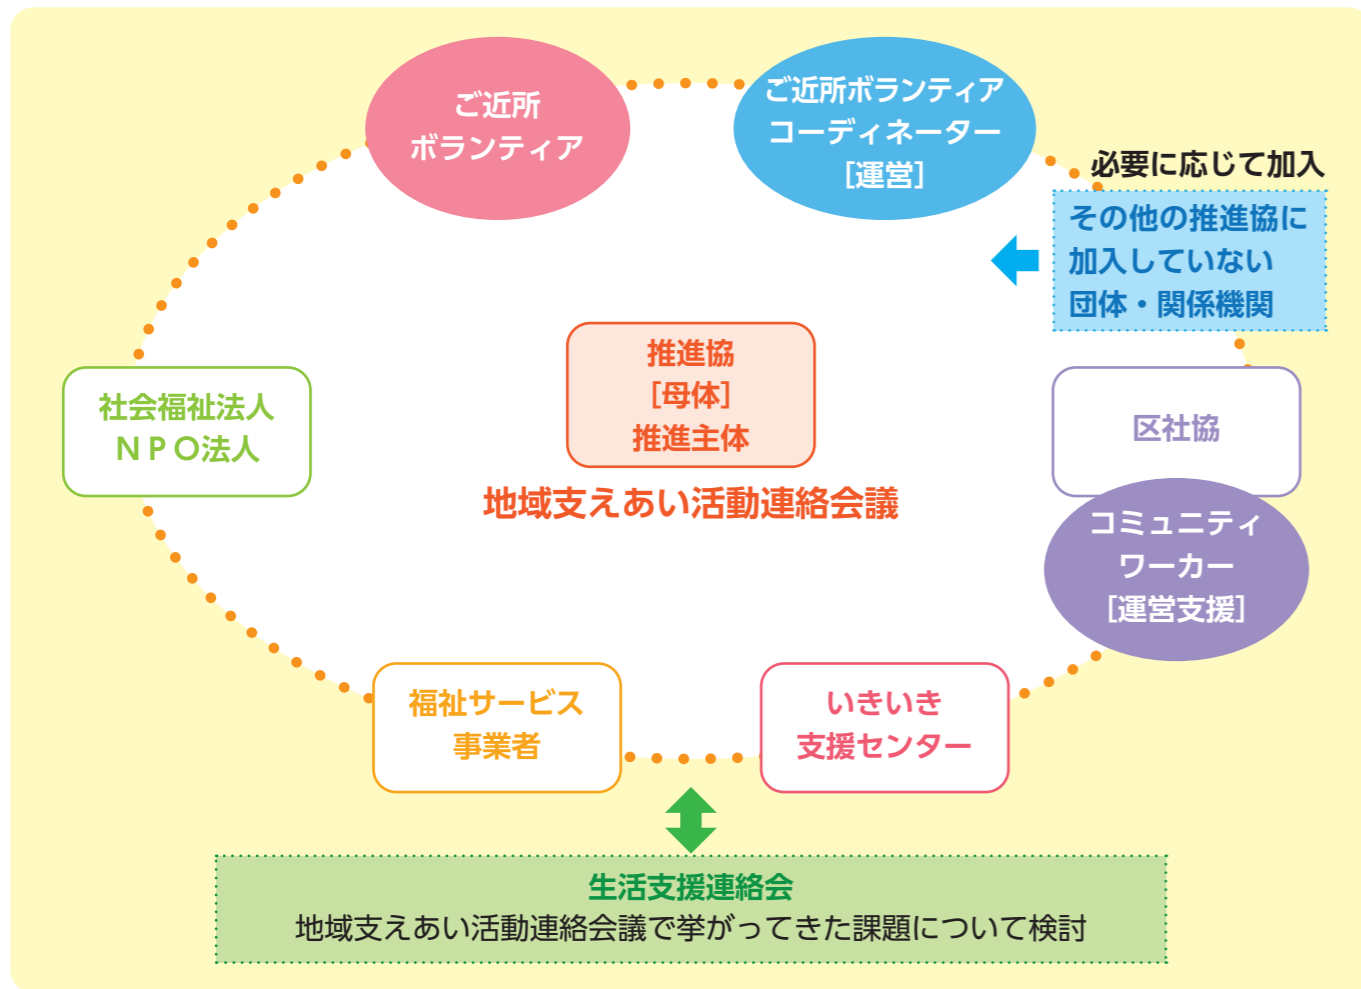 ご近所
ボランティア
ご近所ボランティア
コーディネーター
［運営］
必要に応じて加入
その他の推進協に
加入していない
団体・関係機関
推進協
［母体］
推進主体
地域支えあい活動連絡会議
社会福祉法人
ＮＰＯ法人
区社協
コミュニティ
ワーカー
［運営支援］
福祉サービス
事業者
いきいき
支援センター
生活支援連絡会
地域支えあい活動連絡会議で挙がってきた課題について検討